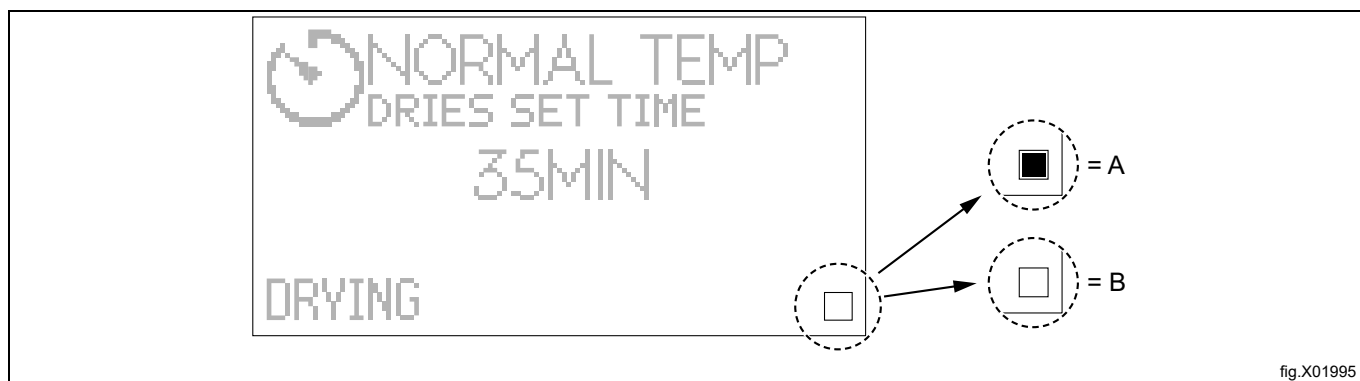 NORMAL TEMP
DRIES SET TIME
35MIN
DRYING
= A
= B
fig.X01995